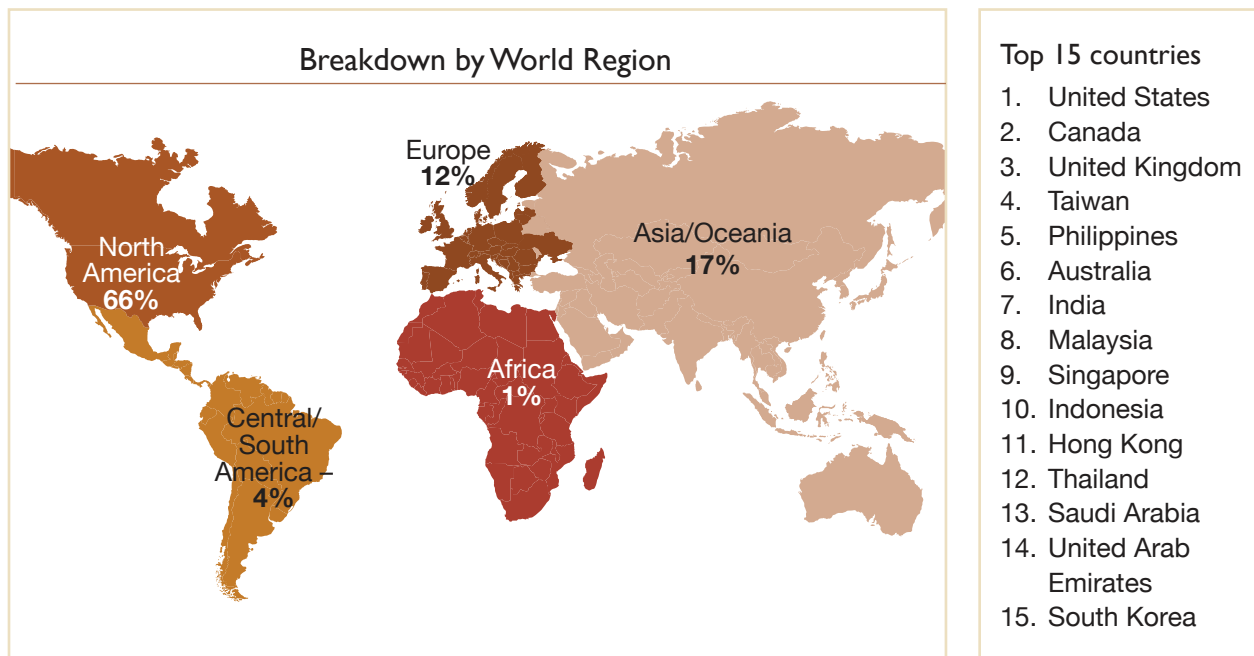 Breakdown by World Region
Europe
12%
North
America
66%
Asia/Oceania
17%
Africa
1%
Central/
South
America –
4%
Top 15 countries
1. United States
2. Canada
3. United Kingdom
4. Taiwan
5. Philippines
6. Australia
7. India
8. Malaysia
9. Singapore
10. Indonesia
11. Hong Kong
12. Thailand
13. Saudi Arabia
14. United Arab
Emirates
15. South Korea